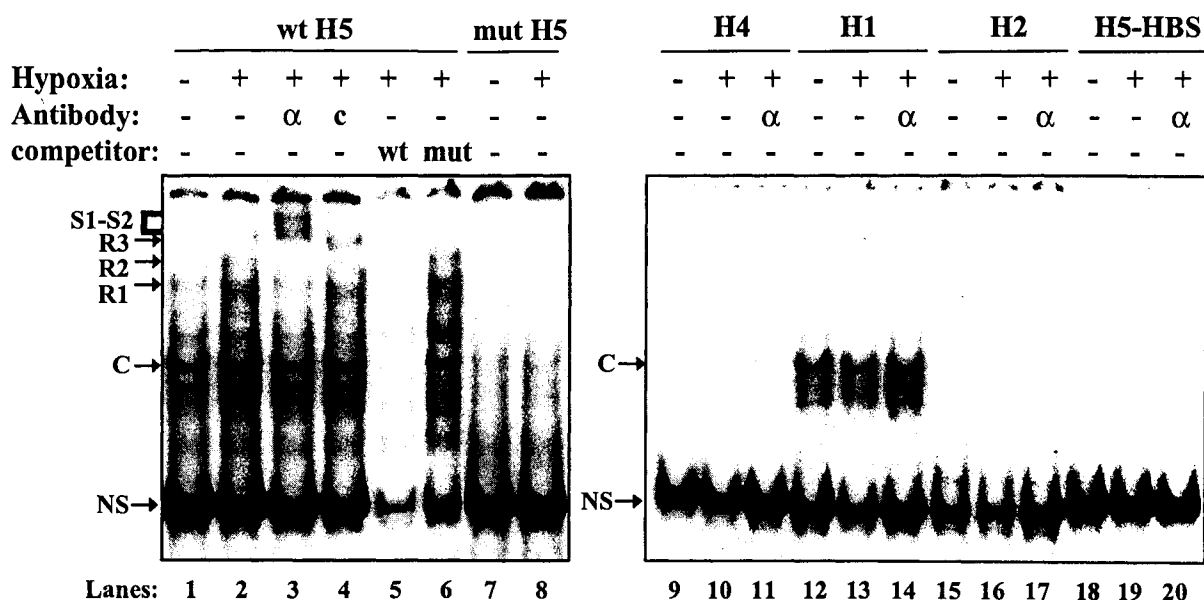 wt H5 mut H5 H4 H1 H2 H5-HBS
Hypoxia: - + + + + + - + - + + - + + - + + - + +
Antibody: - - α c - - - - - - α - - α - - α - - α
competitor: - - - - wt mut - - - - - - - - - - - - - -
S1-S2
R3
R2
R1
C C
NS NS
Lanes: 1 2 3 4 5 6 7 8 9 10 11 12 13 14 15 16 17 18 19 20